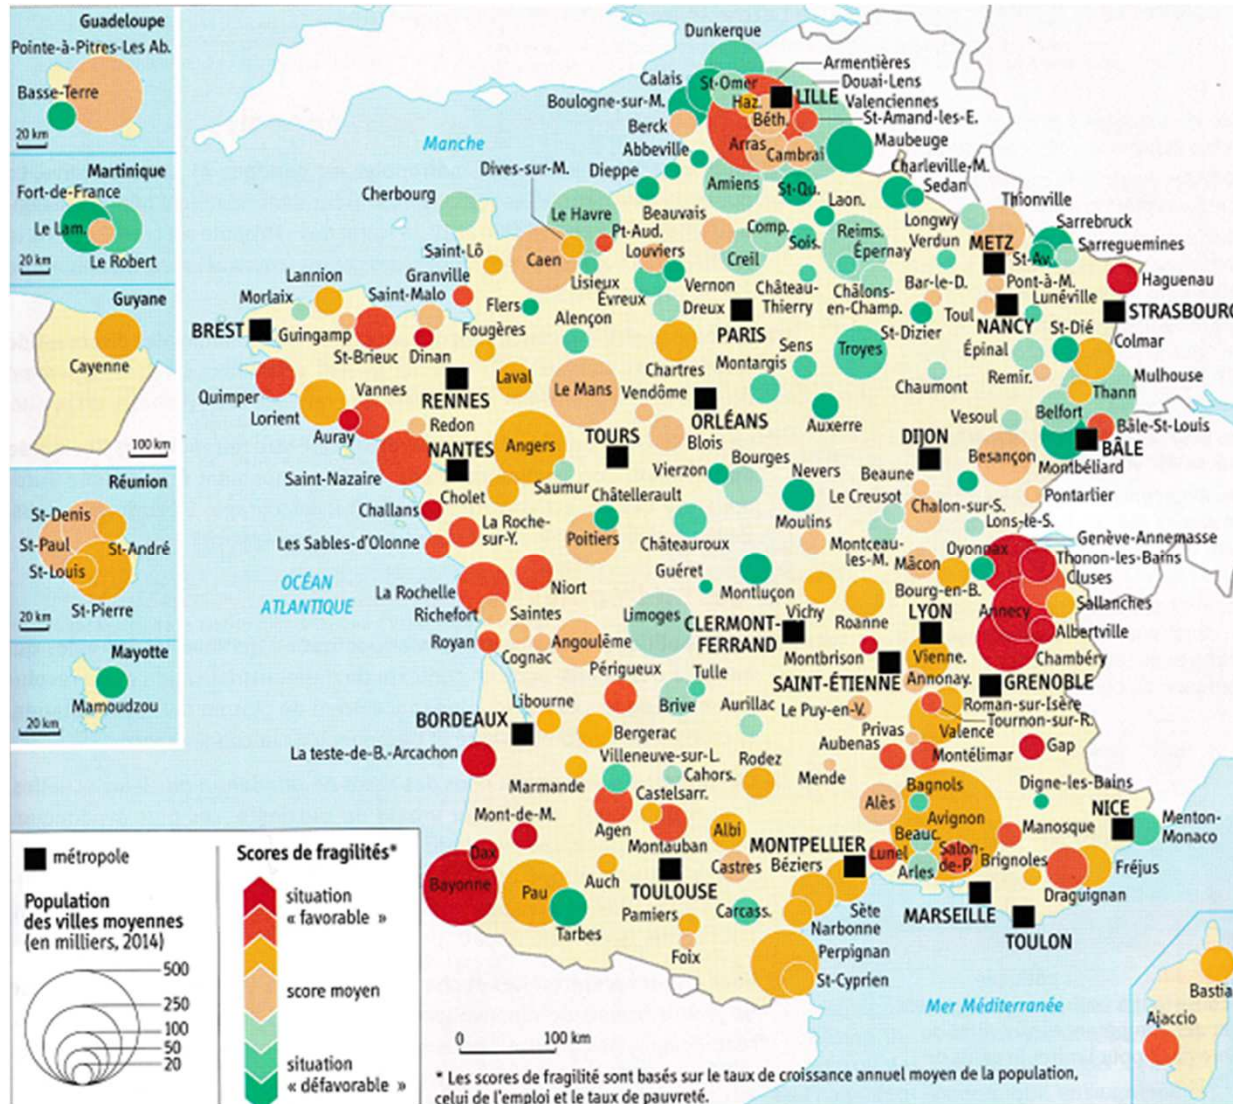 Guadeloupe
Pointe-à-Pitres-Les Ab.
Basse-Terre
20 km
Martinique
Fort-de-France
Le Lam.
Le Robert
20 km
Guyane
Cayenne
100 km
Réunion
St-Denis
St-Paul
St-André
St-Louis
St-Pierre
20 km
Mayotte
Mamoudzou
20 km
Manche
OCÉAN
ATLANTIQUE
Mer Méditerranée
Dunkerque
Calais
St-Omer
Armentières
Douai-Lens
Boulogne-sur-M.
Haz.
LILLE
Valenciennes
Berck
Béth.
St-Amand-les-E.
Arras
Cambrai
Maubeuge
Abbeville
Dives-sur-M.
Dieppe
Amiens
St-Qu.
Charleville-M.
Sedan
Cherbourg
Le Havre
Beauvais
Laon.
Longwy
Thionville
Saint-Lô
Pt-Aud.
Comp.
Sois.
Reims.
Verdun
METZ
Sarrebruck
Caen
Louviers
Creil
Épernay
St-Av.
Sarreguemines
Granville
Lisieux
Vernon
Château-
Thierry
Châlons-
en-Champ.
Bar-le-D.
Pont-à-M.
Haguenau
Lannion
Saint-Malo
Flers
Évreux
Dreux
Toul
Lunéville
NANCY
STRASBOURG
Morlaix
Guingamp
Fougères
Alençon
PARIS
St-Dizier
St-Dié
BREST
St-Brieuc
Dinan
Chartres
Montargis
Sens
Troyes
Épinal
Colmar
Quimper
Vannes
Laval
Le Mans
Vendôme
Chaumont
Remir.
Thann
Mulhouse
Lorient
RENNES
ORLÉANS
Auxerre
Vesoul
Belfort
Bâle-St-Louis
Auray
Redon
Angers
TOURS
Blois
DIJON
Besançon
BÂLE
NANTES
Montbéliard
Saint-Nazaire
Cholet
Saumur
Vierzon
Bourges
Nevers
Beaune
Pontarlier
Challans
Châtellerault
Le Creusot
Chalon-sur-S.
Les Sables-d'Olonne
La Roche-
sur-Y.
Poitiers
Châteauroux
Moulins
Montceau-
les-M.
Lons-le-S.
Genève-Annemasse
Oyonnax
Thonon-les-Bains
La Rochelle
Niort
Guéret
Montluçon
Mâcon
Bourg-en-B.
Cluses
Richefort
Saintes
Limoges
Vichy
Roanne
Annecy
Sallanches
Royan
Cognac
Angoulême
CLERMONT-
FERRAND
LYON
Albertville
Périgueux
Tulle
Montbrison
Vienne.
Chambéry
Libourne
Brive
Aurillac
SAINT-ÉTIENNE
Annonay.
GRENOBLE
BORDEAUX
Bergerac
Le Puy-en-V.
Roman-sur-Isère
Tournon-sur-R.
Privas
Valence
La teste-de-B.-Arcachon
Villeneuve-sur-L.
Rodez
Aubenas
Montélimar
Gap
Marmande
Cahors.
Mende
Bagnols
Digne-les-Bains
Mont-de-M.
Castelsarr.
Alès
Avignon
NICE
Menton-
Monaco
Agen
Montauban
Albi
MONTPELLIER
Beauc.
Manosque
Dax
Castres
Béziers
Lunel
Salon-
de-P.
Brignoles
Fréjus
Bayonne
Pau
Auch
TOULOUSE
Arles
Draguignan
Tarbes
Pamiers
Carcass.
Sète
MARSEILLE
Foix
Narbonne
TOULON
Perpignan
St-Cyprien
Bastia
Ajaccio
métropole
Population
des villes moyennes
(en milliers, 2014)
500
250
100
50
20
Scores de fragilités*
situation
« favorable »
score moyen
situation
« défavorable »
0 100 km
* Les scores de fragilité sont basés sur le taux de croissance annuel moyen de la population,
celui de l'emploi et le taux de pauvreté.